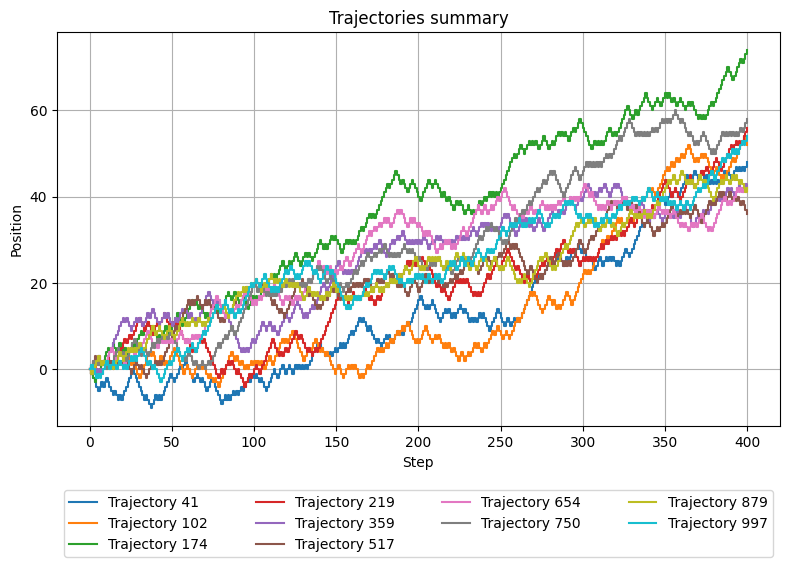 Trajectories summary
60
40
20
0
Position
0 50 100 150 200 250 300 350 400
Step
Trajectory 41 Trajectory 219 Trajectory 654 Trajectory 879
Trajectory 102 Trajectory 359 Trajectory 750 Trajectory 997
Trajectory 174 Trajectory 517